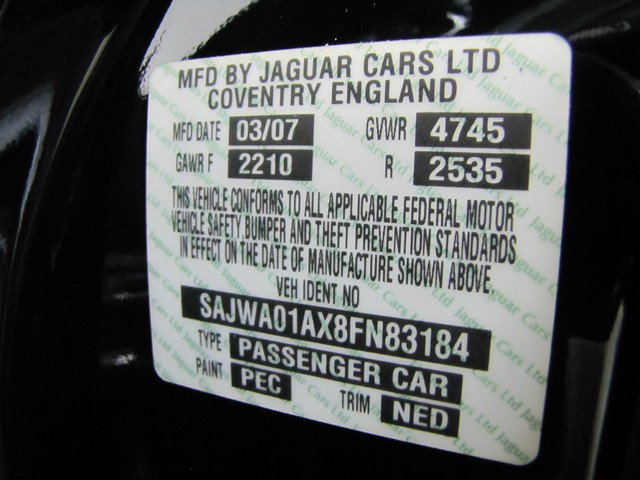 MFD BY JAGUAR CARS LTD
COVENTRY ENGLAND
MFD DATE 03/07 GVWR 4745
GAWR F 2210 R 2535
THIS VEHICLE CONFORMS TO ALL APPLICABLE FEDERAL MOTOR
VEHICLE SAFETY, BUMPER AND THEFT PREVENTION STANDARDS
IN EFFECT ON THE DATE OF MANUFACTURE SHOWN ABOVE.
VEH IDENT NO
SAJWA01AX8FN83184
TYPE PASSENGER CAR
PAINT PEC TRIM NED